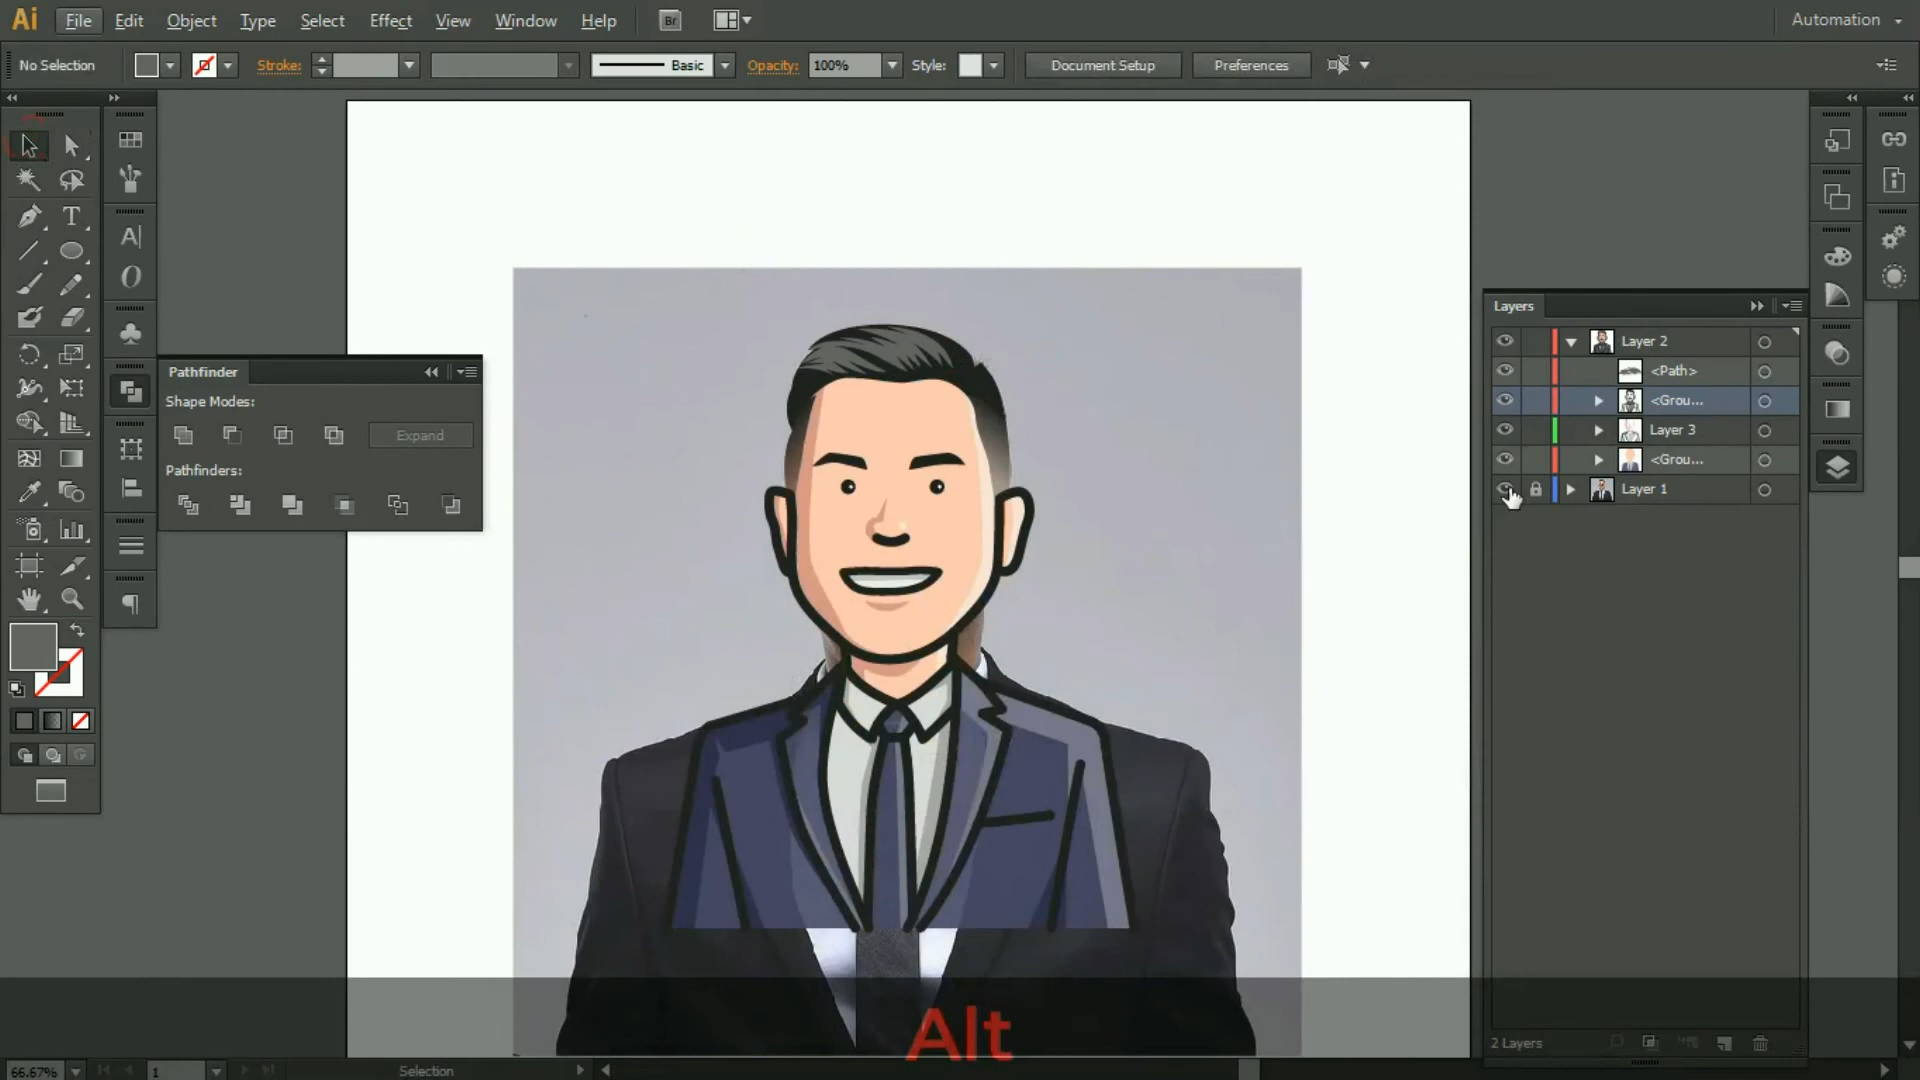 Ai File Edit Object Type Select Effect View Window Help Br Automation
No Selection Stroke: Basic Opacity: 100% Style: Document Setup Preferences
Layers
Layer 2
<Path>
<Grou...
Layer 3
<Grou...
Layer 1
Pathfinder
Shape Modes:
Expand
Pathfinders:
Alt
2 Layers
66.67% 1 Selection